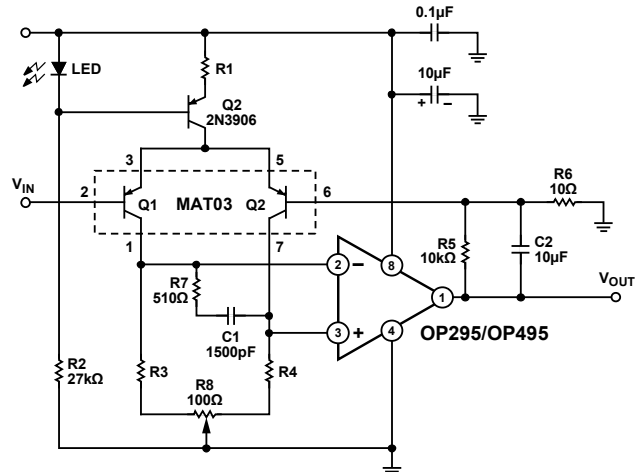 0.1µF
LED
R1
10µF
+ −
Q2
2N3906
3
5
R6
10Ω
VIN
2
Q1
MAT03
Q2
6
1
7
R5
10kΩ
C2
10µF
R7
510Ω
2
−
8
VOUT
1
C1
1500pF
3
+
4
OP295/OP495
R2
27kΩ
R3
R8
100Ω
R4